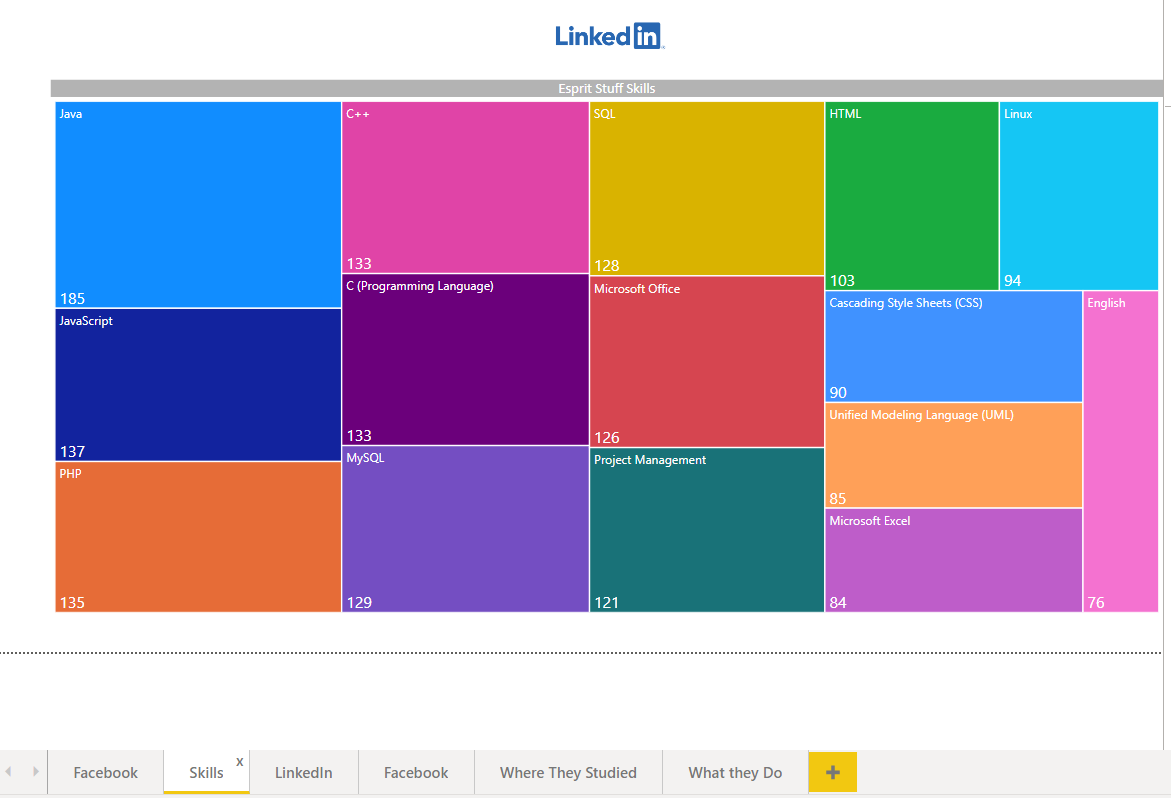 Linked in
Esprit Stuff Skills
Java
185
JavaScript
137
PHP
135
C++
133
C (Programming Language)
133
MySQL
129
SQL
128
Microsoft Office
126
Project Management
121
HTML
103
Linux
94
Cascading Style Sheets (CSS)
90
Unified Modeling Language (UML)
85
Microsoft Excel
84
English
76
Facebook
Skills
x
LinkedIn
Facebook
Where They Studied
What they Do
+